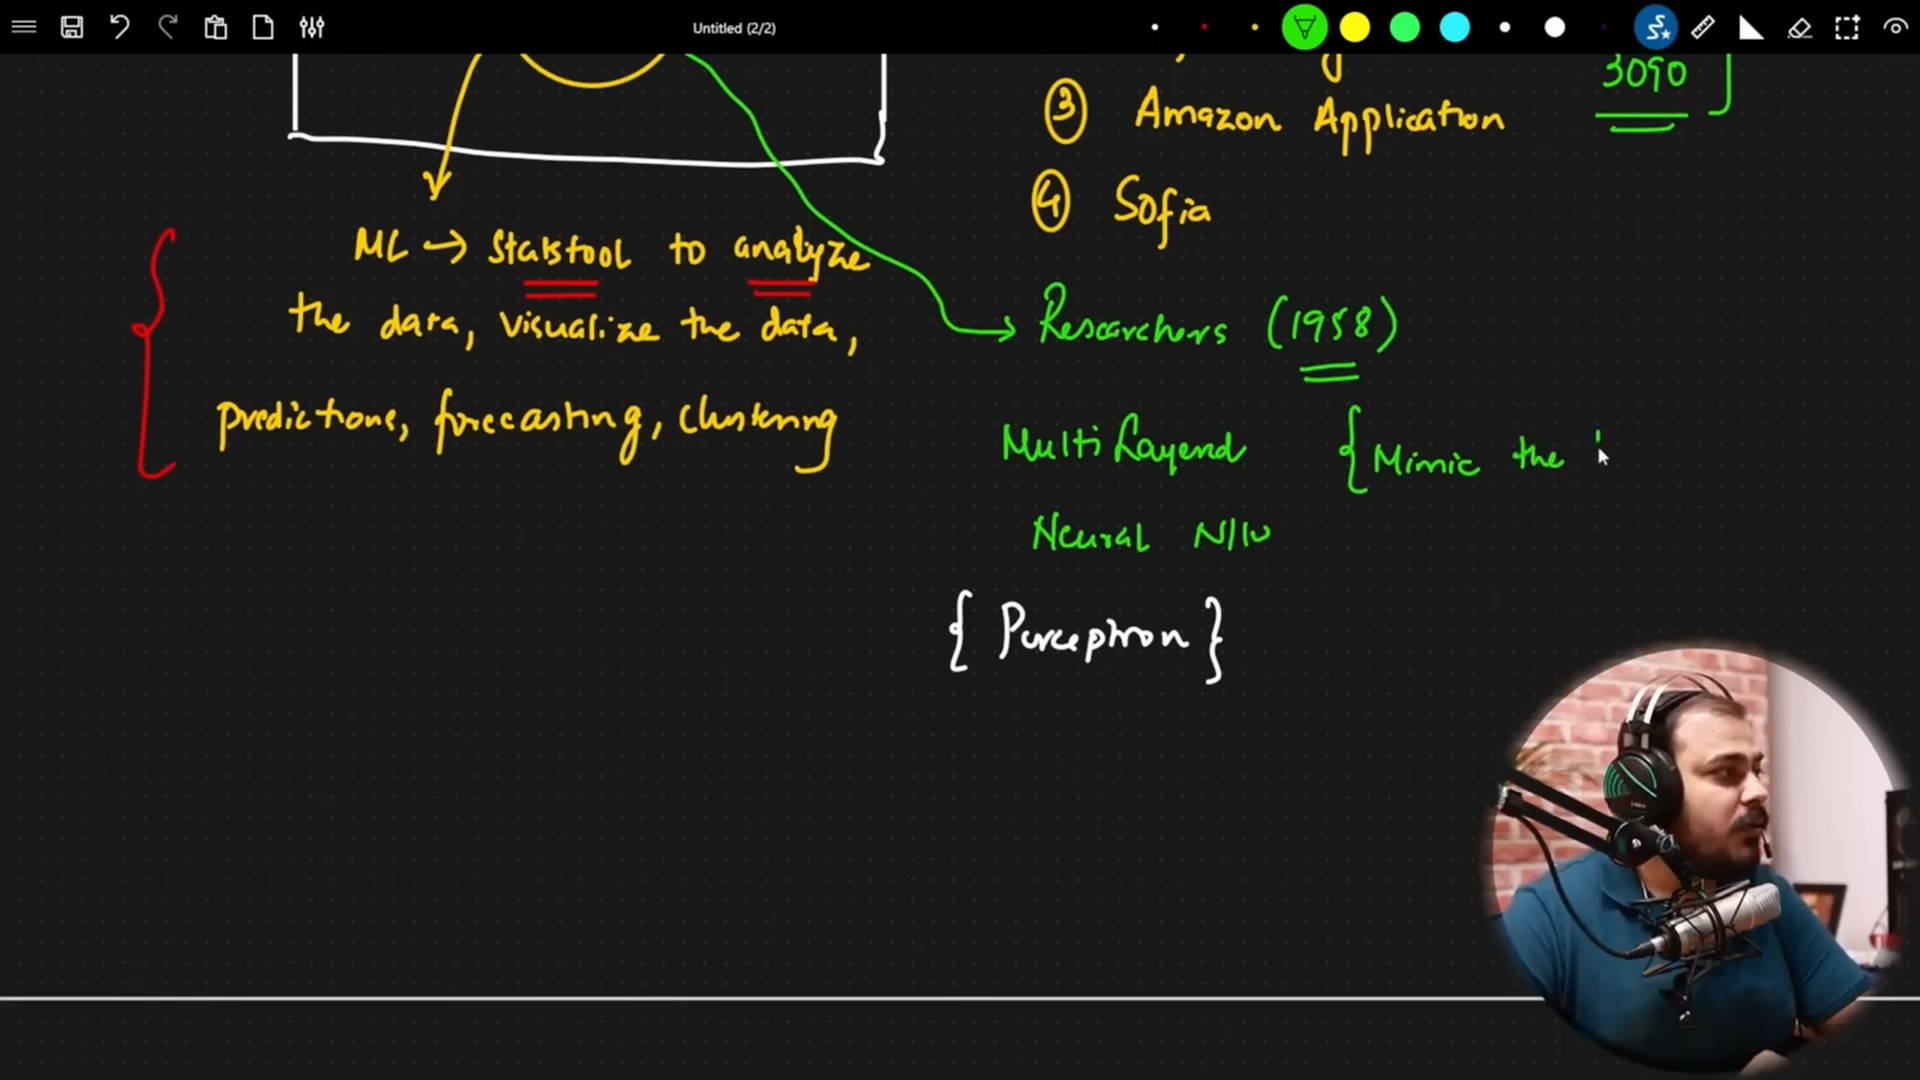 Untitled (2/2)
3090
③ Amazon Application
④ Sofia
ML → Statstool to analyze
the data, visualize the data,
predictions, forecasting, clustering
Researchers (1958)
Multi Layered {Mimic the
Neural N/w
{ Perceptron }